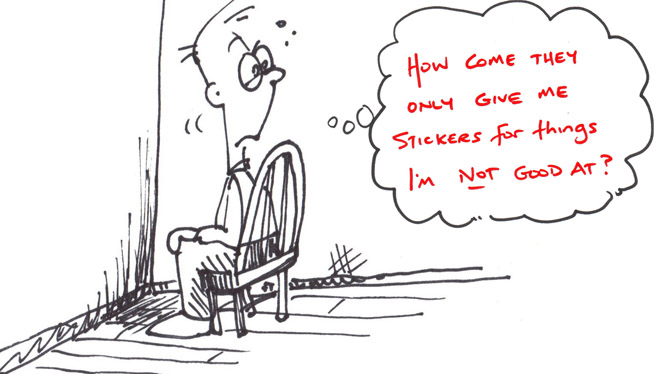 HOW COME THEY
ONLY GIVE ME
STICKERS for things
I'm NOT GOOD AT?